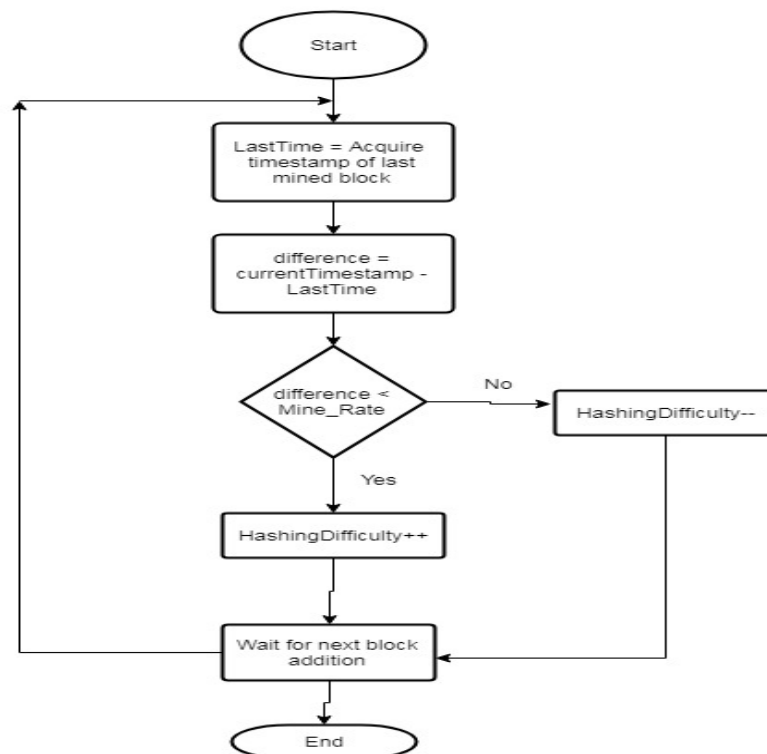 Start
LastTime = Acquire
timestamp of last
mined block
difference =
currentTimestamp -
LastTime
difference <
Mine_Rate
No
HashingDifficulty--
Yes
HashingDifficulty++
Wait for next block
addition
End